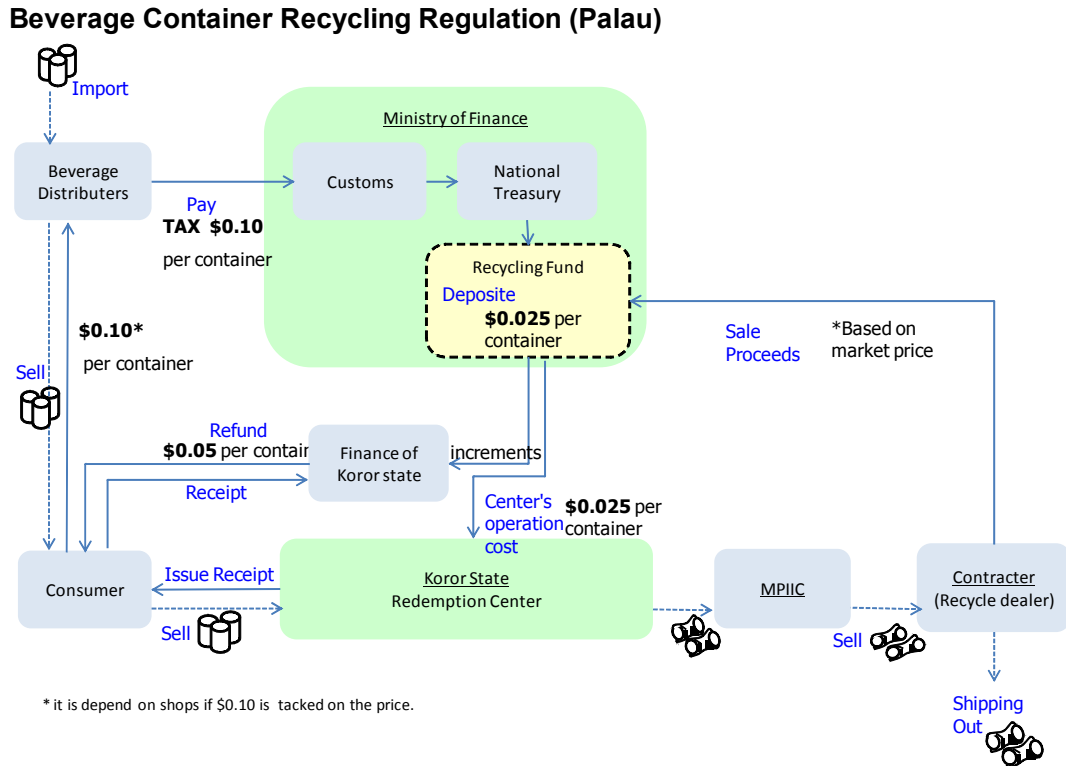 Beverage Container Recycling Regulation (Palau)
Import
Ministry of Finance
Beverage
Distributers
Customs
National
Treasury
Pay
TAX $0.10
per container
Recycling Fund
Deposite
$0.025 per
container
$0.10*
per container
Sale
Proceeds
*Based on
market price
Sell
Refund
$0.05 per contain
Finance of
Koror state
increments
Receipt
Center's
operation
cost
$0.025 per
container
Consumer
Issue Receipt
Sell
Koror State
Redemption Center
MPIIC
Sell
Contracter
(Recycle dealer)
Shipping
Out
* it is depend on shops if $0.10 is tacked on the price.